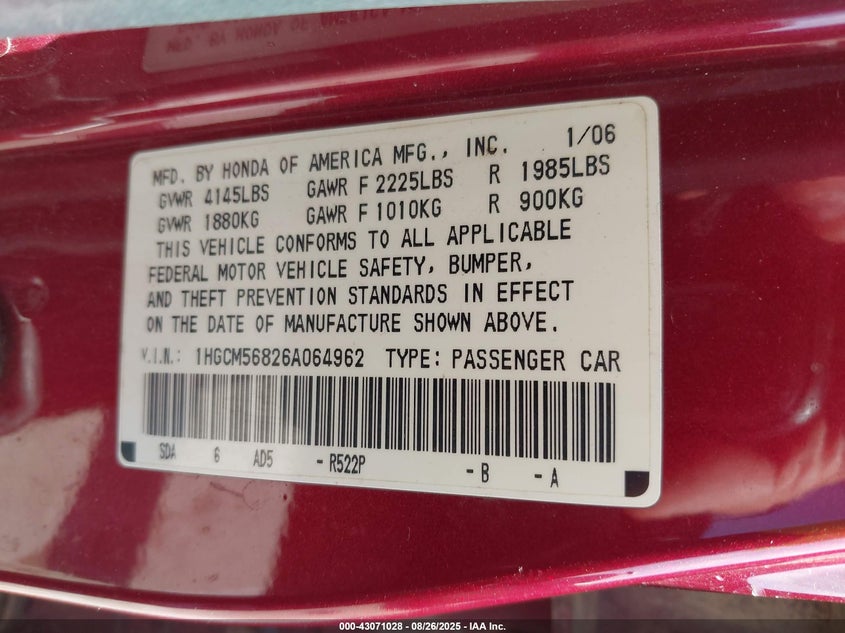 MFD. BY HONDA OF AMERICA MFG., INC. 1/06
GVWR 4145LBS GAWR F 2225LBS R 1985LBS
GVWR 1880KG GAWR F 1010KG R 900KG
THIS VEHICLE CONFORMS TO ALL APPLICABLE
FEDERAL MOTOR VEHICLE SAFETY, BUMPER,
AND THEFT PREVENTION STANDARDS IN EFFECT
ON THE DATE OF MANUFACTURE SHOWN ABOVE.
V.I.N.: 1HGCM56826A064962 TYPE: PASSENGER CAR
SDA 6 AD5 -R522P -B -A
000-43071028 - 08/26/2025 - IAA Inc.